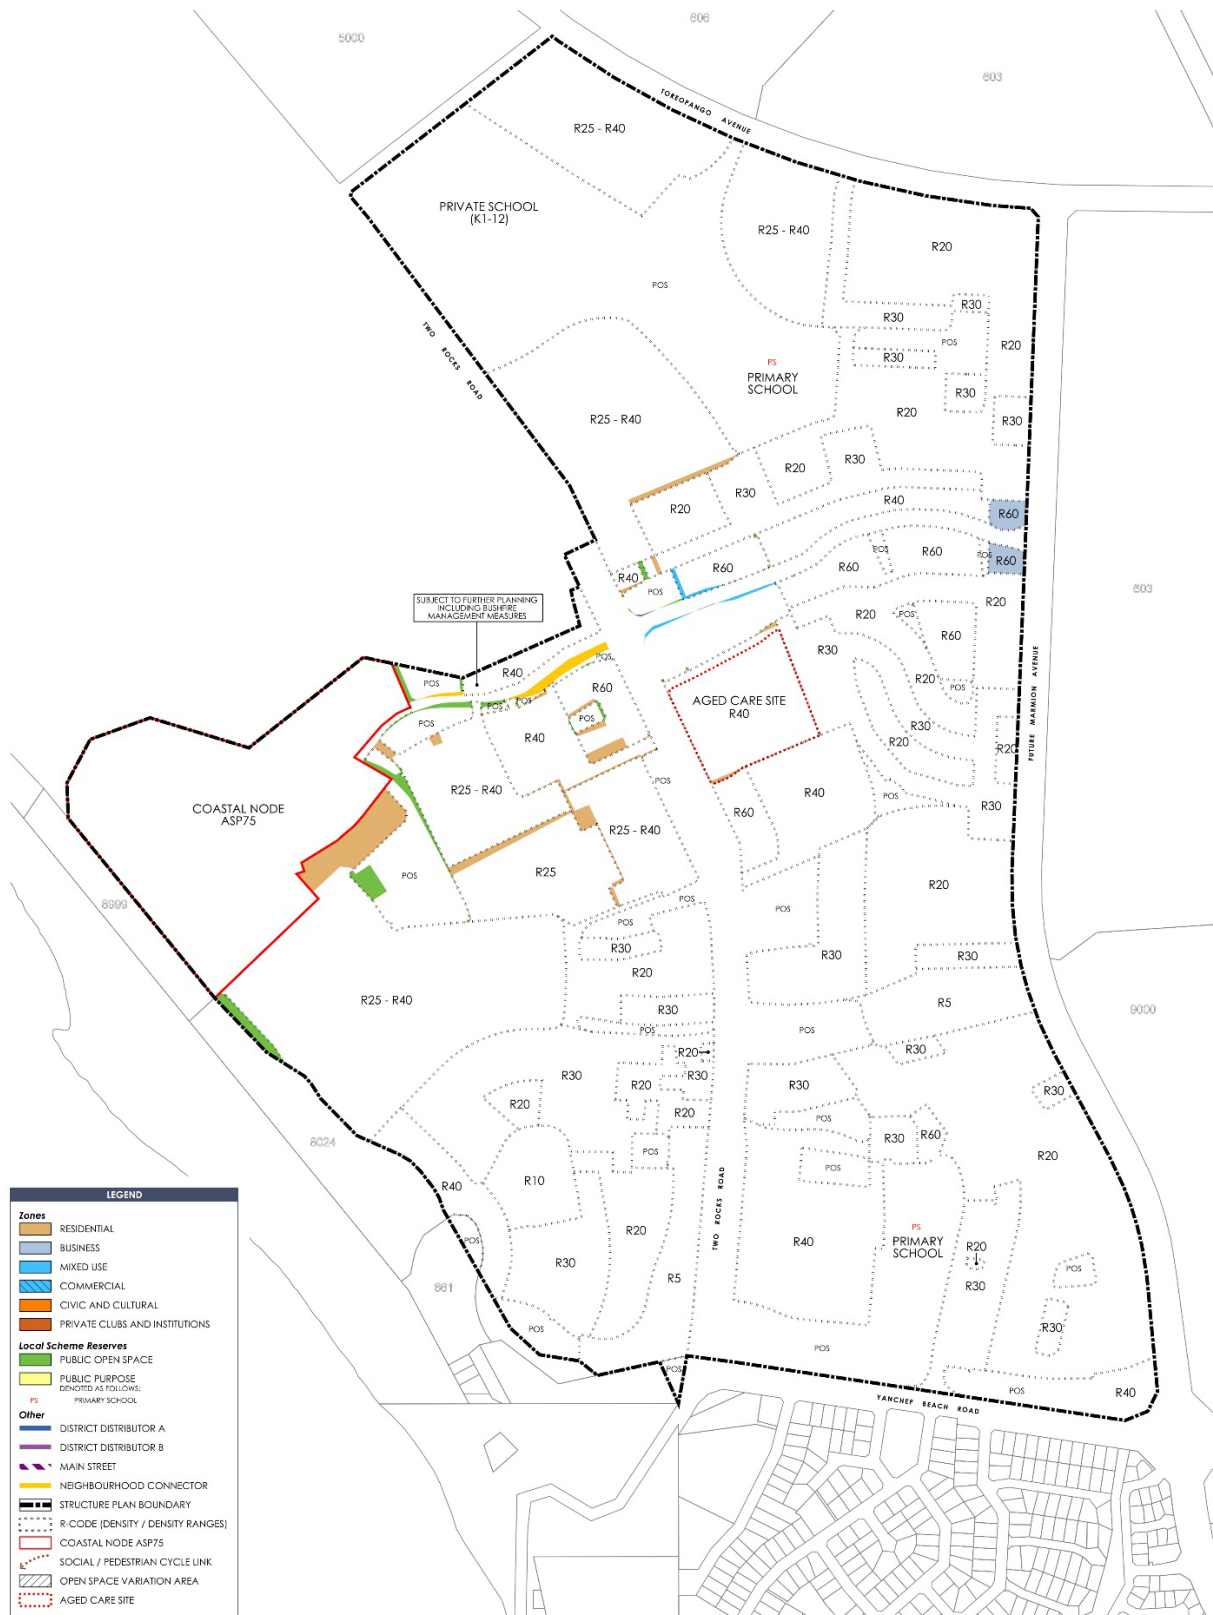 606
5000
603
TOREOPANGO AVENUE
R25 - R40
PRIVATE SCHOOL
(K1-12)
R25 - R40
R20
POS
R30
R30
POS
R20
R30
TWO ROCKS ROAD
PS
PRIMARY
SCHOOL
R30
R20
R30
R25 - R40
R20
R30
R30
R20
R40
R60
R60
POS
R60
POS
R60
R60
R40
POS
R20
603
SUBJECT TO FURTHER PLANNING
INCLUDING BUSHFIRE
MANAGEMENT MEASURES
R20
POS
R60
R30
POS
R40
POS
R60
AGED CARE SITE
R40
R20
POS
R30
R20
R20
FUTURE MARMION AVENUE
POS
POS
POS
POS
R40
COASTAL NODE
ASP75
R25 - R40
POS
R40
POS
R30
R60
R25 - R40
R25
POS
R20
8999
POS
POS
POS
R30
R20
R30
R30
R25 - R40
R30
POS
POS
R5
9000
R20
R30
R30
R30
R20
R30
R30
R20
R20
POS
R30
R60
8024
POS
POS
R20
R10
R40
TWO ROCKS ROAD
R20
POS
R30
R40
PS
PRIMARY
SCHOOL
R20
R30
POS
R5
861
R30
POS
POS
POS
POS
R40
YANCHEP BEACH ROAD
LEGEND
Zones
RESIDENTIAL
BUSINESS
MIXED USE
COMMERCIAL
CIVIC AND CULTURAL
PRIVATE CLUBS AND INSTITUTIONS
Local Scheme Reserves
PUBLIC OPEN SPACE
PUBLIC PURPOSE
DENOTED AS FOLLOWS:
PS PRIMARY SCHOOL
Other
DISTRICT DISTRIBUTOR A
DISTRICT DISTRIBUTOR B
MAIN STREET
NEIGHBOURHOOD CONNECTOR
STRUCTURE PLAN BOUNDARY
R-CODE (DENSITY / DENSITY RANGES)
COASTAL NODE ASP75
SOCIAL / PEDESTRIAN CYCLE LINK
OPEN SPACE VARIATION AREA
AGED CARE SITE